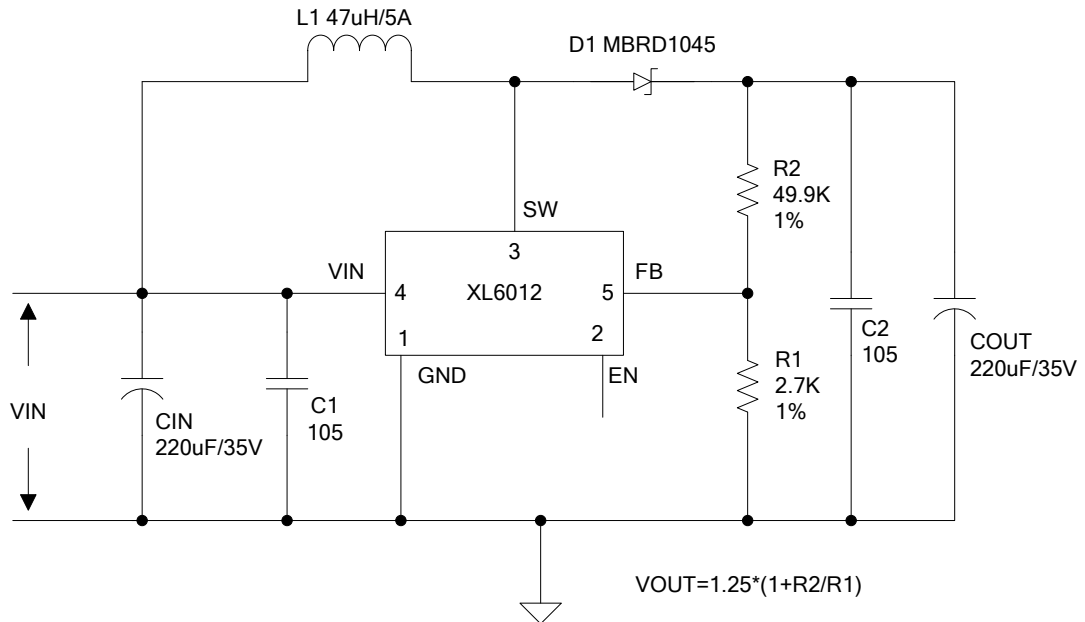 L1 47uH/5A
D1 MBRD1045
R2
49.9K
1%
SW
3
VIN
FB
4
XL6012
5
1
2
GND
EN
C2
105
COUT
220uF/35V
R1
2.7K
1%
VIN
CIN
220uF/35V
C1
105
VOUT=1.25*(1+R2/R1)